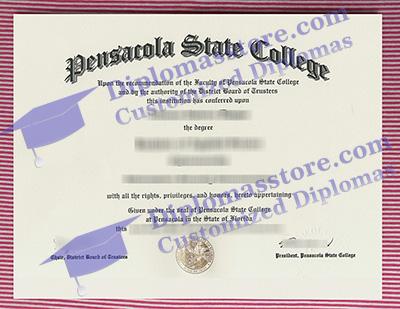 Pensacola State College
Upon the recommendation of the Faculty of Pensacola State College
and by the authority of the District Board of Trustees
this institution has conferred upon
the degree
with all the rights, privileges, and honors, hereto appertaining
Given under the seal of Pensacola State College
at Pensacola in the State of Florida
this
Chair, District Board of Trustees
President, Pensacola State College
Diplomasstore.com
Customized Diplomas
Diplomasstore.com
Customized Diplomas